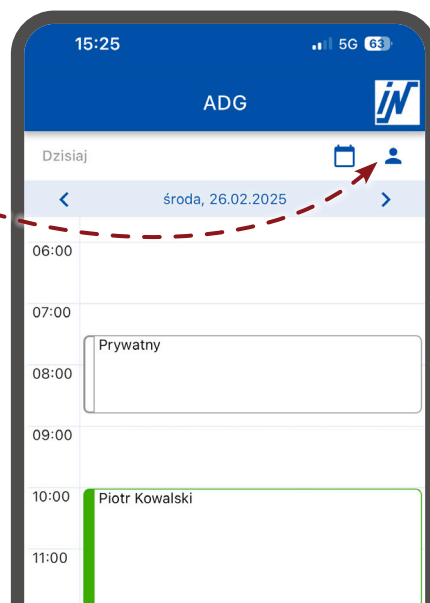 15:25 5G 63
ADG iN
Dzisiaj
środa, 26.02.2025
06:00
07:00
Prywatny
08:00
09:00
10:00 Piotr Kowalski
11:00